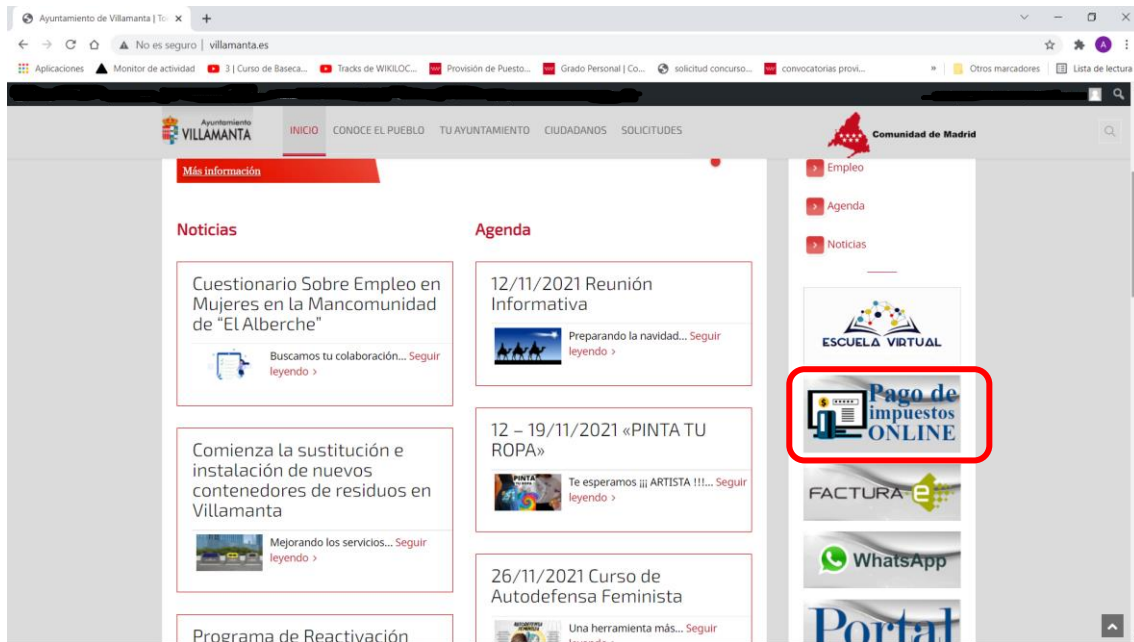 Ayuntamiento de Villamanta | To
No es seguro | villamanta.es
Aplicaciones
Monitor de actividad
3 | Curso de Baseca...
Tracks de WIKILOC...
Provisión de Puesto...
Grado Personal | Co...
solicitud concurso...
convocatorias provi...
»
Otros marcadores
Lista de lectura
A
Ayuntamiento
VILLAMANTA
INICIO
CONOCE EL PUEBLO
TU AYUNTAMIENTO
CIUDADANOS
SOLICITUDES
Comunidad de Madrid
Más información
Noticias
Cuestionario Sobre Empleo en
Mujeres en la Mancomunidad
de “El Alberche”
Buscamos tu colaboración... Seguir
leyendo >
Comienza la sustitución e
instalación de nuevos
contenedores de residuos en
Villamanta
Mejorando los servicios... Seguir
leyendo >
Programa de Reactivación
Agenda
12/11/2021 Reunión
Informativa
Preparando la navidad... Seguir
leyendo >
12 – 19/11/2021 «PINTA TU
ROPA»
PINTA
Te esperamos ¡¡¡ ARTISTA !!!... Seguir
leyendo >
26/11/2021 Curso de
Autodefensa Feminista
Una herramienta más... Seguir
Empleo
Agenda
Noticias
ESCUELA VIRTUAL
Pago de
impuestos
ONLINE
FACTURA-e
WhatsApp
Portal